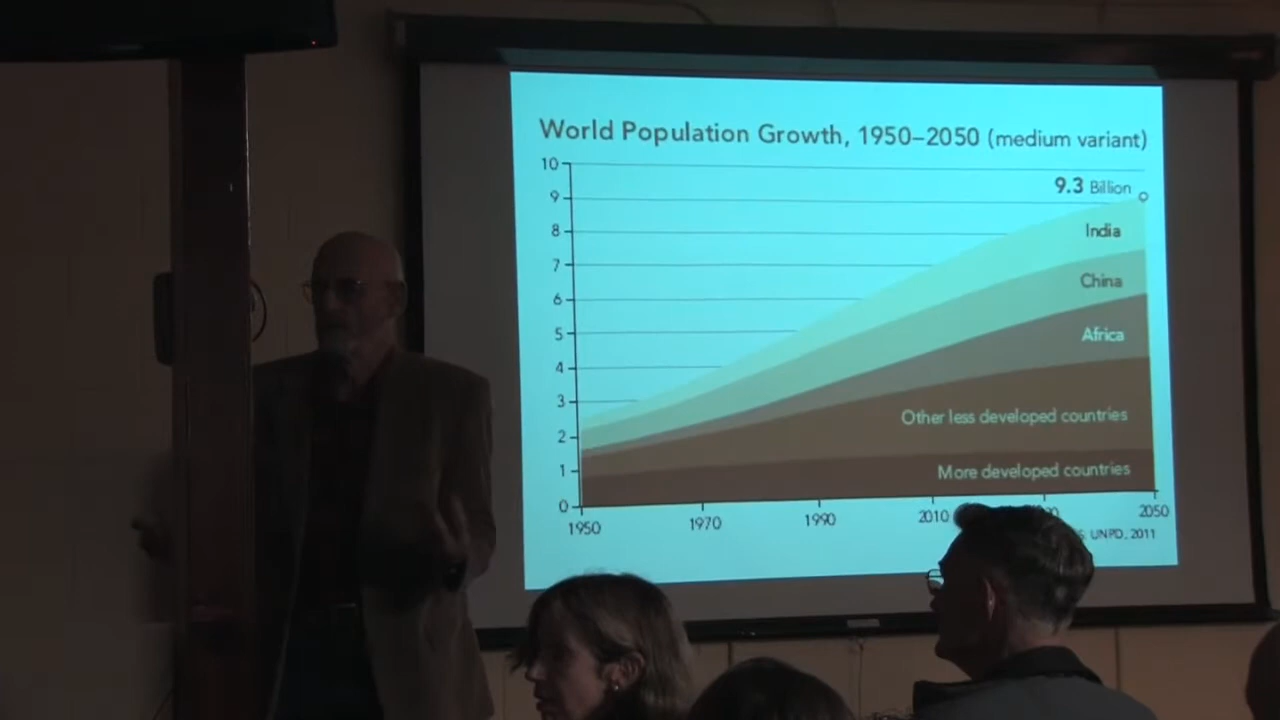 World Population Growth, 1950–2050 (medium variant)
10
9.3 Billion
9
8
India
7
China
6
5
Africa
4
3
Other less developed countries
2
1
More developed countries
0
1950 1970 1990 2010 2050
UNPD, 2011